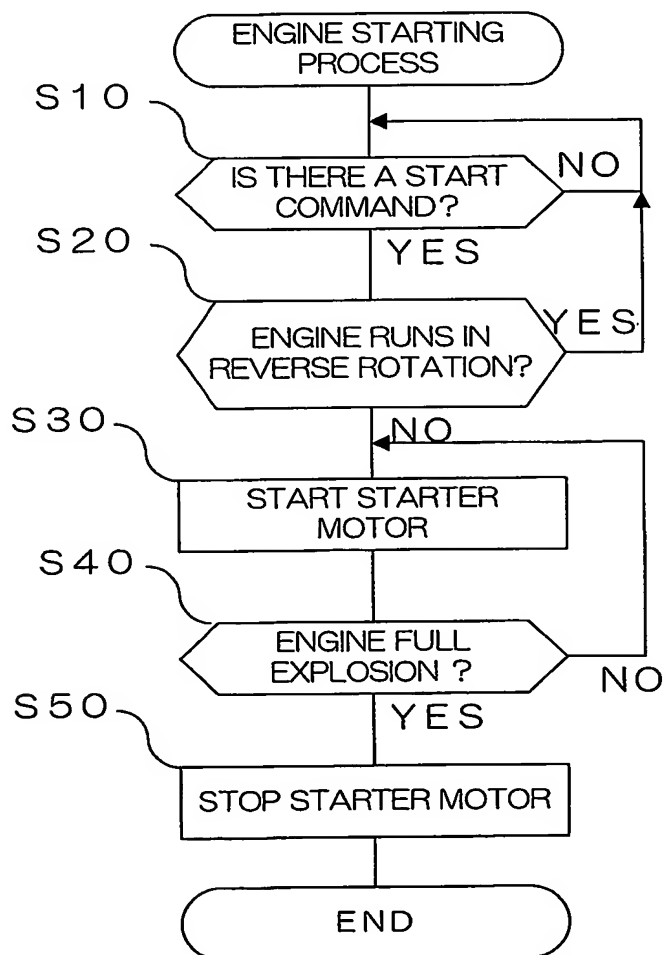 ENGINE STARTING
PROCESS
S10
IS THERE A START
COMMAND?
NO
YES
S20
ENGINE RUNS IN
REVERSE ROTATION?
YES
NO
S30
START STARTER
MOTOR
S40
ENGINE FULL
EXPLOSION ?
NO
YES
S50
STOP STARTER MOTOR
END